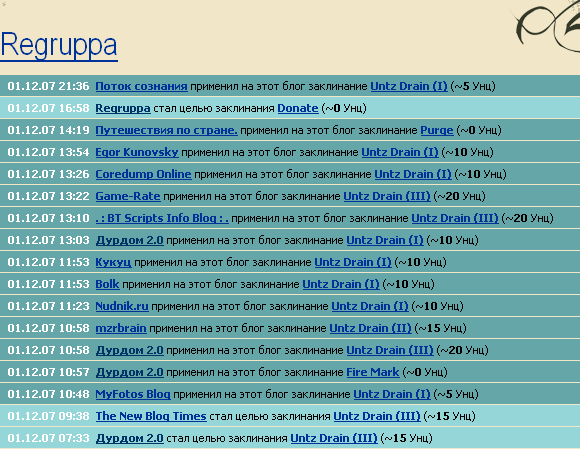 Regruppa
01.12.07 21:36 Поток сознания применил на этот блог заклинание Untz Drain (I) (~5 Унц)
01.12.07 16:58 Regruppa стал целью заклинания Donate (~0 Унц)
01.12.07 14:19 Путешествия по стране. применил на этот блог заклинание Purge (~0 Унц)
01.12.07 13:54 Egor Kunovsky применил на этот блог заклинание Untz Drain (I) (~10 Унц)
01.12.07 13:26 Coredump Online применил на этот блог заклинание Untz Drain (I) (~10 Унц)
01.12.07 13:22 Game-Rate применил на этот блог заклинание Untz Drain (III) (~20 Унц)
01.12.07 13:10 . : BT Scripts Info Blog : . применил на этот блог заклинание Untz Drain (III) (~20 Унц)
01.12.07 13:03 Дурдом 2.0 применил на этот блог заклинание Untz Drain (I) (~10 Унц)
01.12.07 11:53 Кукуц применил на этот блог заклинание Untz Drain (I) (~10 Унц)
01.12.07 11:53 Bolk применил на этот блог заклинание Untz Drain (I) (~10 Унц)
01.12.07 11:23 Nudnik.ru применил на этот блог заклинание Untz Drain (I) (~10 Унц)
01.12.07 10:58 mzrbrain применил на этот блог заклинание Untz Drain (II) (~15 Унц)
01.12.07 10:58 Дурдом 2.0 применил на этот блог заклинание Untz Drain (III) (~20 Унц)
01.12.07 10:57 Дурдом 2.0 применил на этот блог заклинание Fire Mark (~0 Унц)
01.12.07 10:48 MyFotos Blog применил на этот блог заклинание Untz Drain (I) (~5 Унц)
01.12.07 09:38 The New Blog Times стал целью заклинания Untz Drain (III) (~15 Унц)
01.12.07 07:33 Дурдом 2.0 стал целью заклинания Untz Drain (III) (~15 Унц)